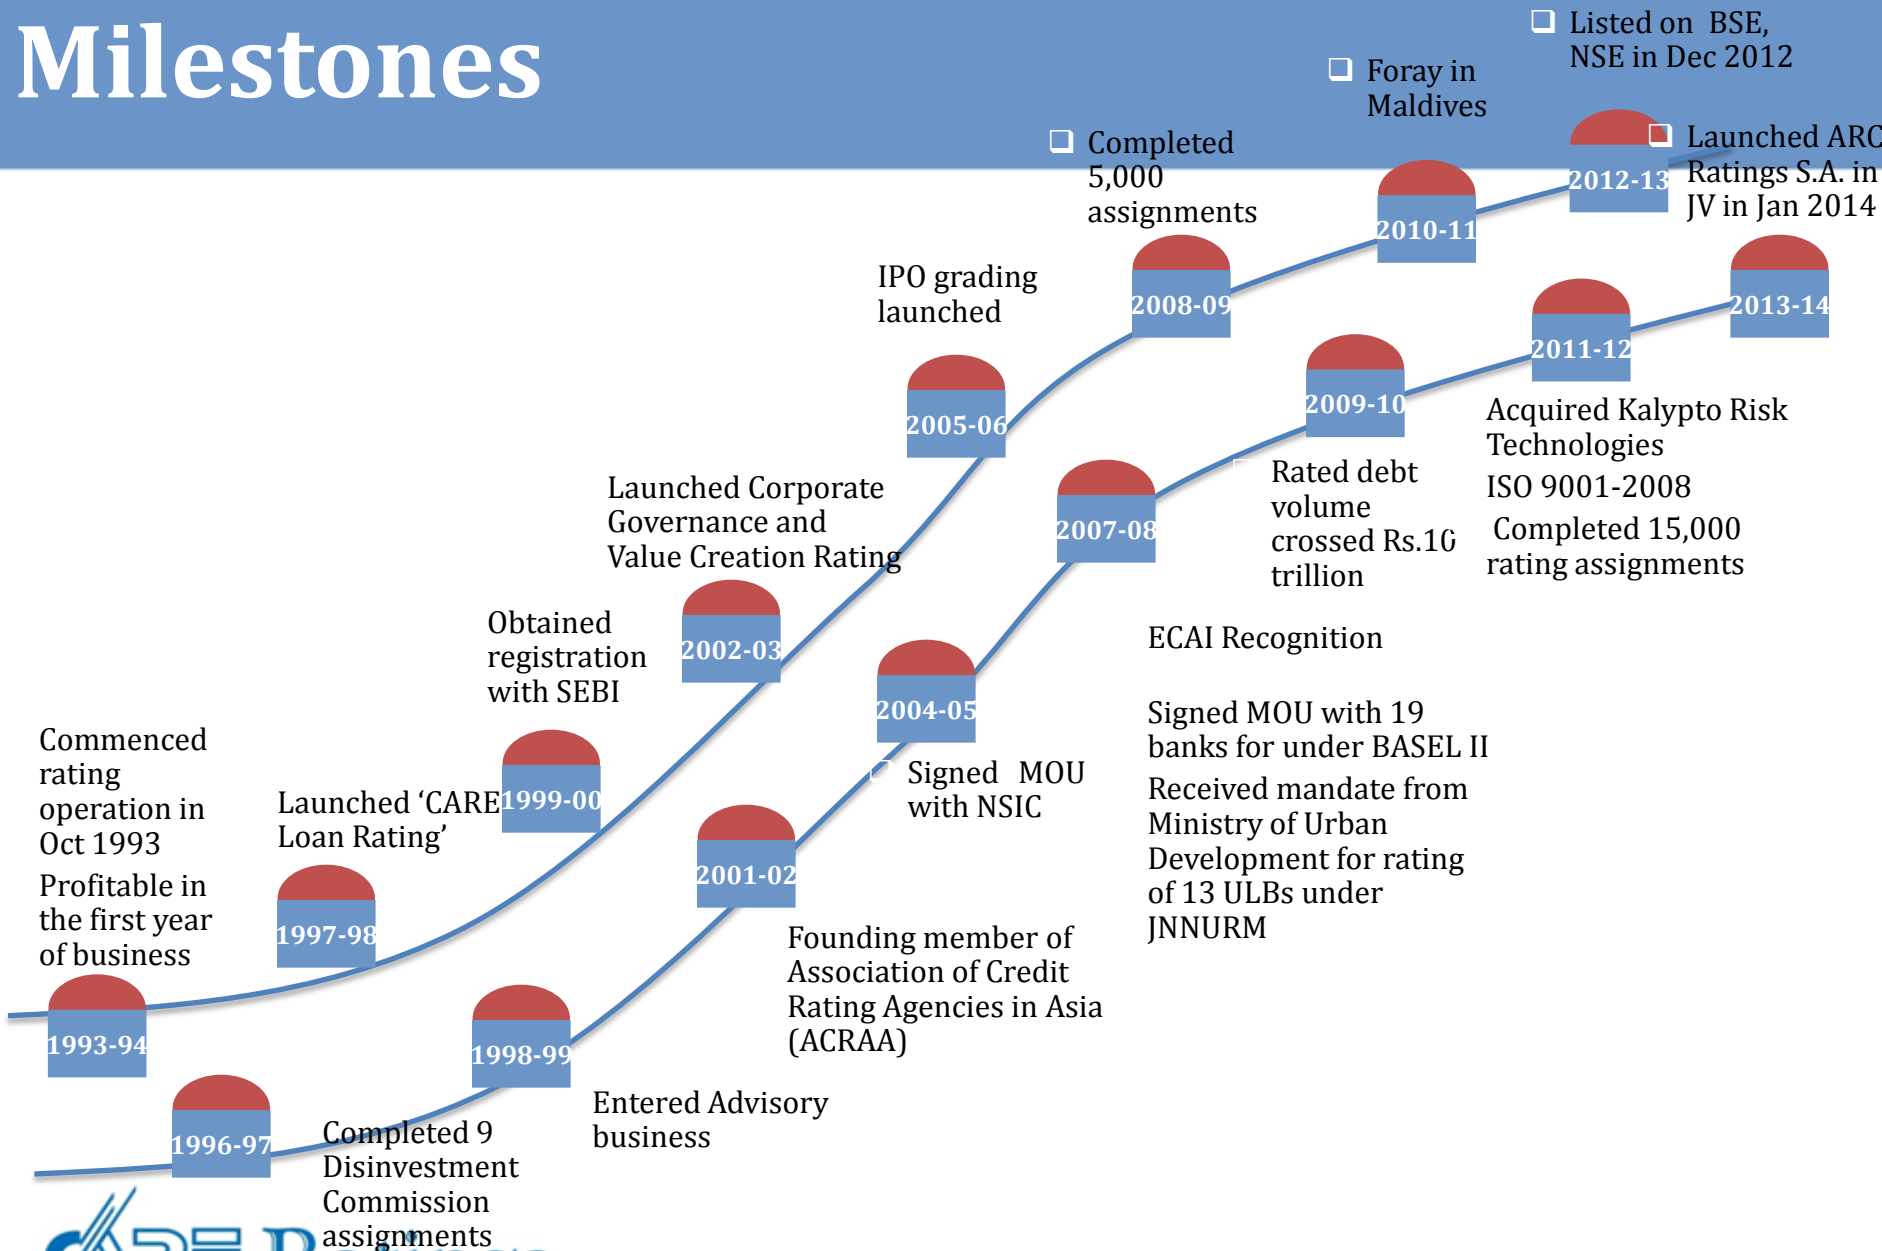 Milestones
Listed on BSE,
NSE in Dec 2012
Foray in
Maldives
Completed
5,000
assignments
Launched ARC
Ratings S.A. in
JV in Jan 2014
2012-13
2010-11
2008-09
2013-14
IPO grading
launched
2011-12
2009-10
2005-06
Acquired Kalypto Risk
Technologies
ISO 9001-2008
Completed 15,000
rating assignments
Rated debt
volume
crossed Rs.10
trillion
Launched Corporate
Governance and
Value Creation Rating
2007-08
Obtained
registration
with SEBI
2002-03
ECAI Recognition
2004-05
Signed MOU with 19
banks for under BASEL II
Received mandate from
Ministry of Urban
Development for rating
of 13 ULBs under
JNNURM
Commenced
rating
operation in
Oct 1993
Profitable in
the first year
of business
Launched ‘CARE
Loan Rating’
1999-00
Signed MOU
with NSIC
2001-02
1997-98
Founding member of
Association of Credit
Rating Agencies in Asia
(ACRAA)
1993-94
1998-99
Entered Advisory
business
1996-97
Completed 9
Disinvestment
Commission
assignments